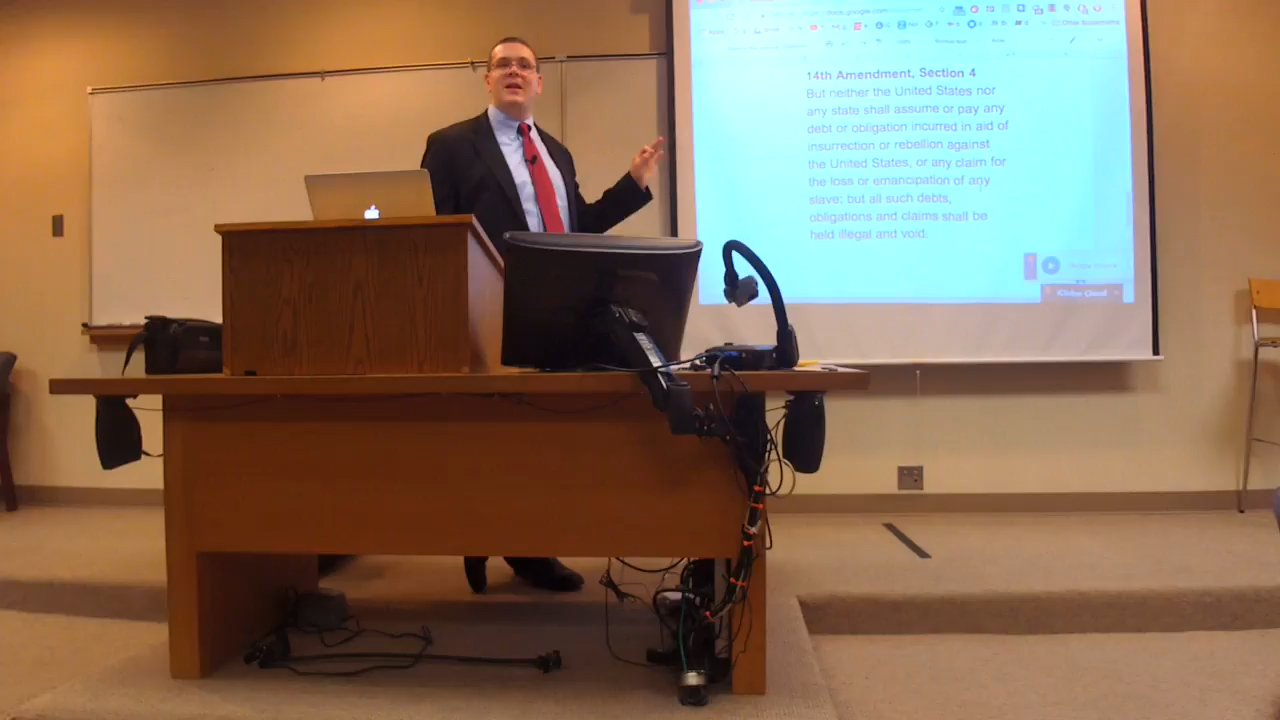 14th Amendment, Section 4
But neither the United States nor
any state shall assume or pay any
debt or obligation incurred in aid of
insurrection or rebellion against
the United States, or any claim for
the loss or emancipation of any
slave; but all such debts,
obligations and claims shall be
held illegal and void.